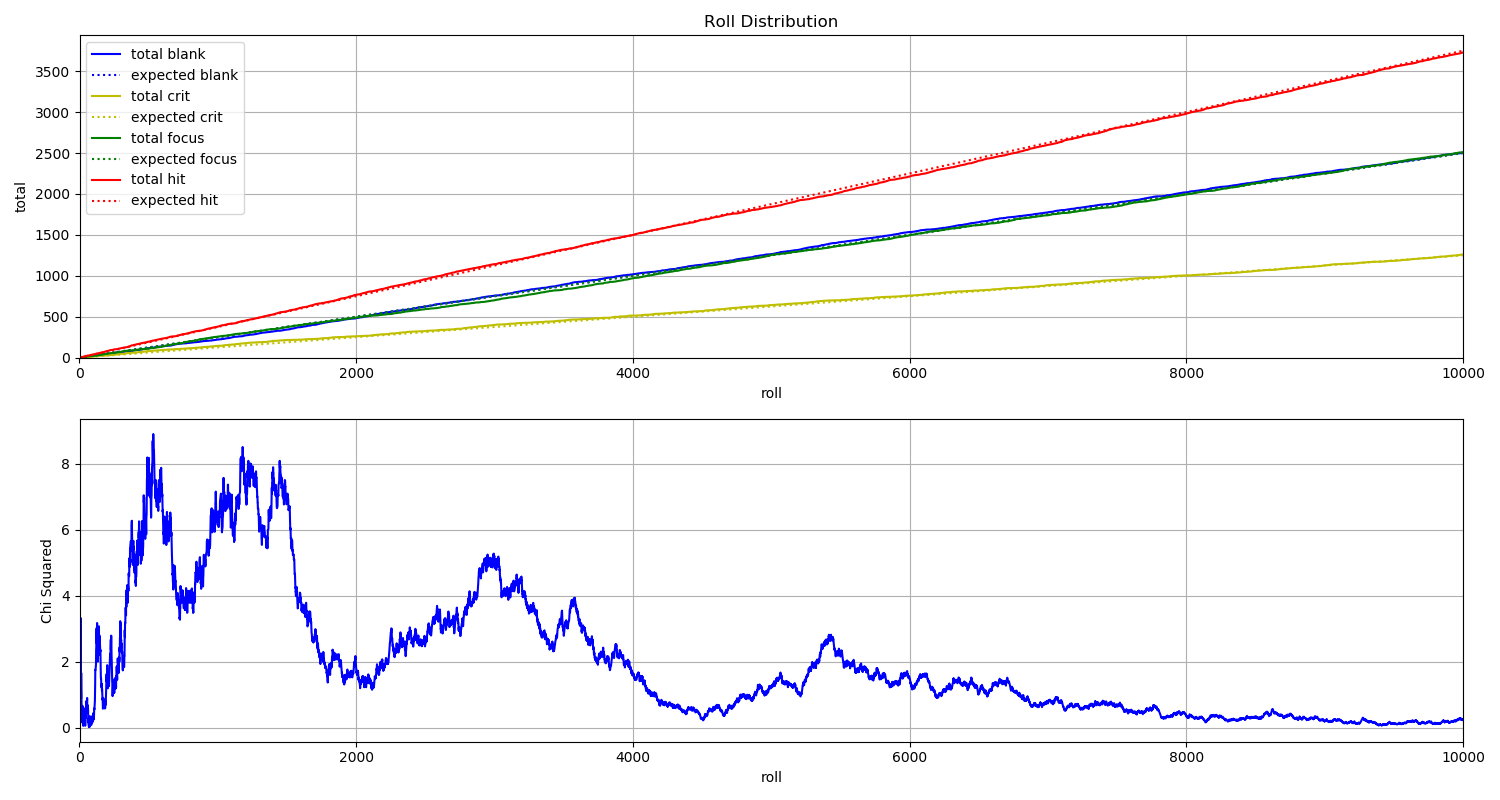 Roll Distribution
total
3500
3000
2500
2000
1500
1000
500
0
total blank
expected blank
total crit
expected crit
total focus
expected focus
total hit
expected hit
0 2000 4000 6000 8000 10000
roll
Chi Squared
8
6
4
2
0
0 2000 4000 6000 8000 10000
roll